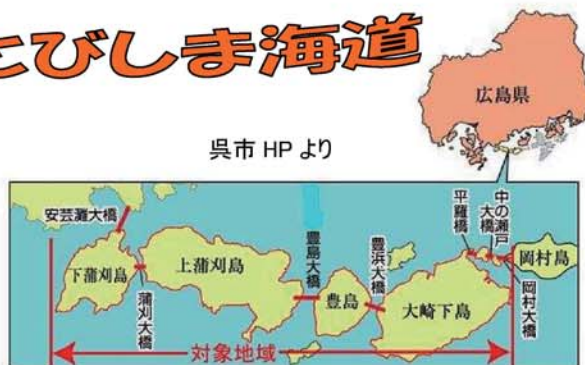 とびしま海道
広島県
呉市 HP より
安芸灘大橋
下蒲刈島
蒲刈大橋
上蒲刈島
豊島大橋
豊島
豊浜大橋
大崎下島
平羅橋
中の瀬戸
大橋
岡村島
岡村大橋
対象地域